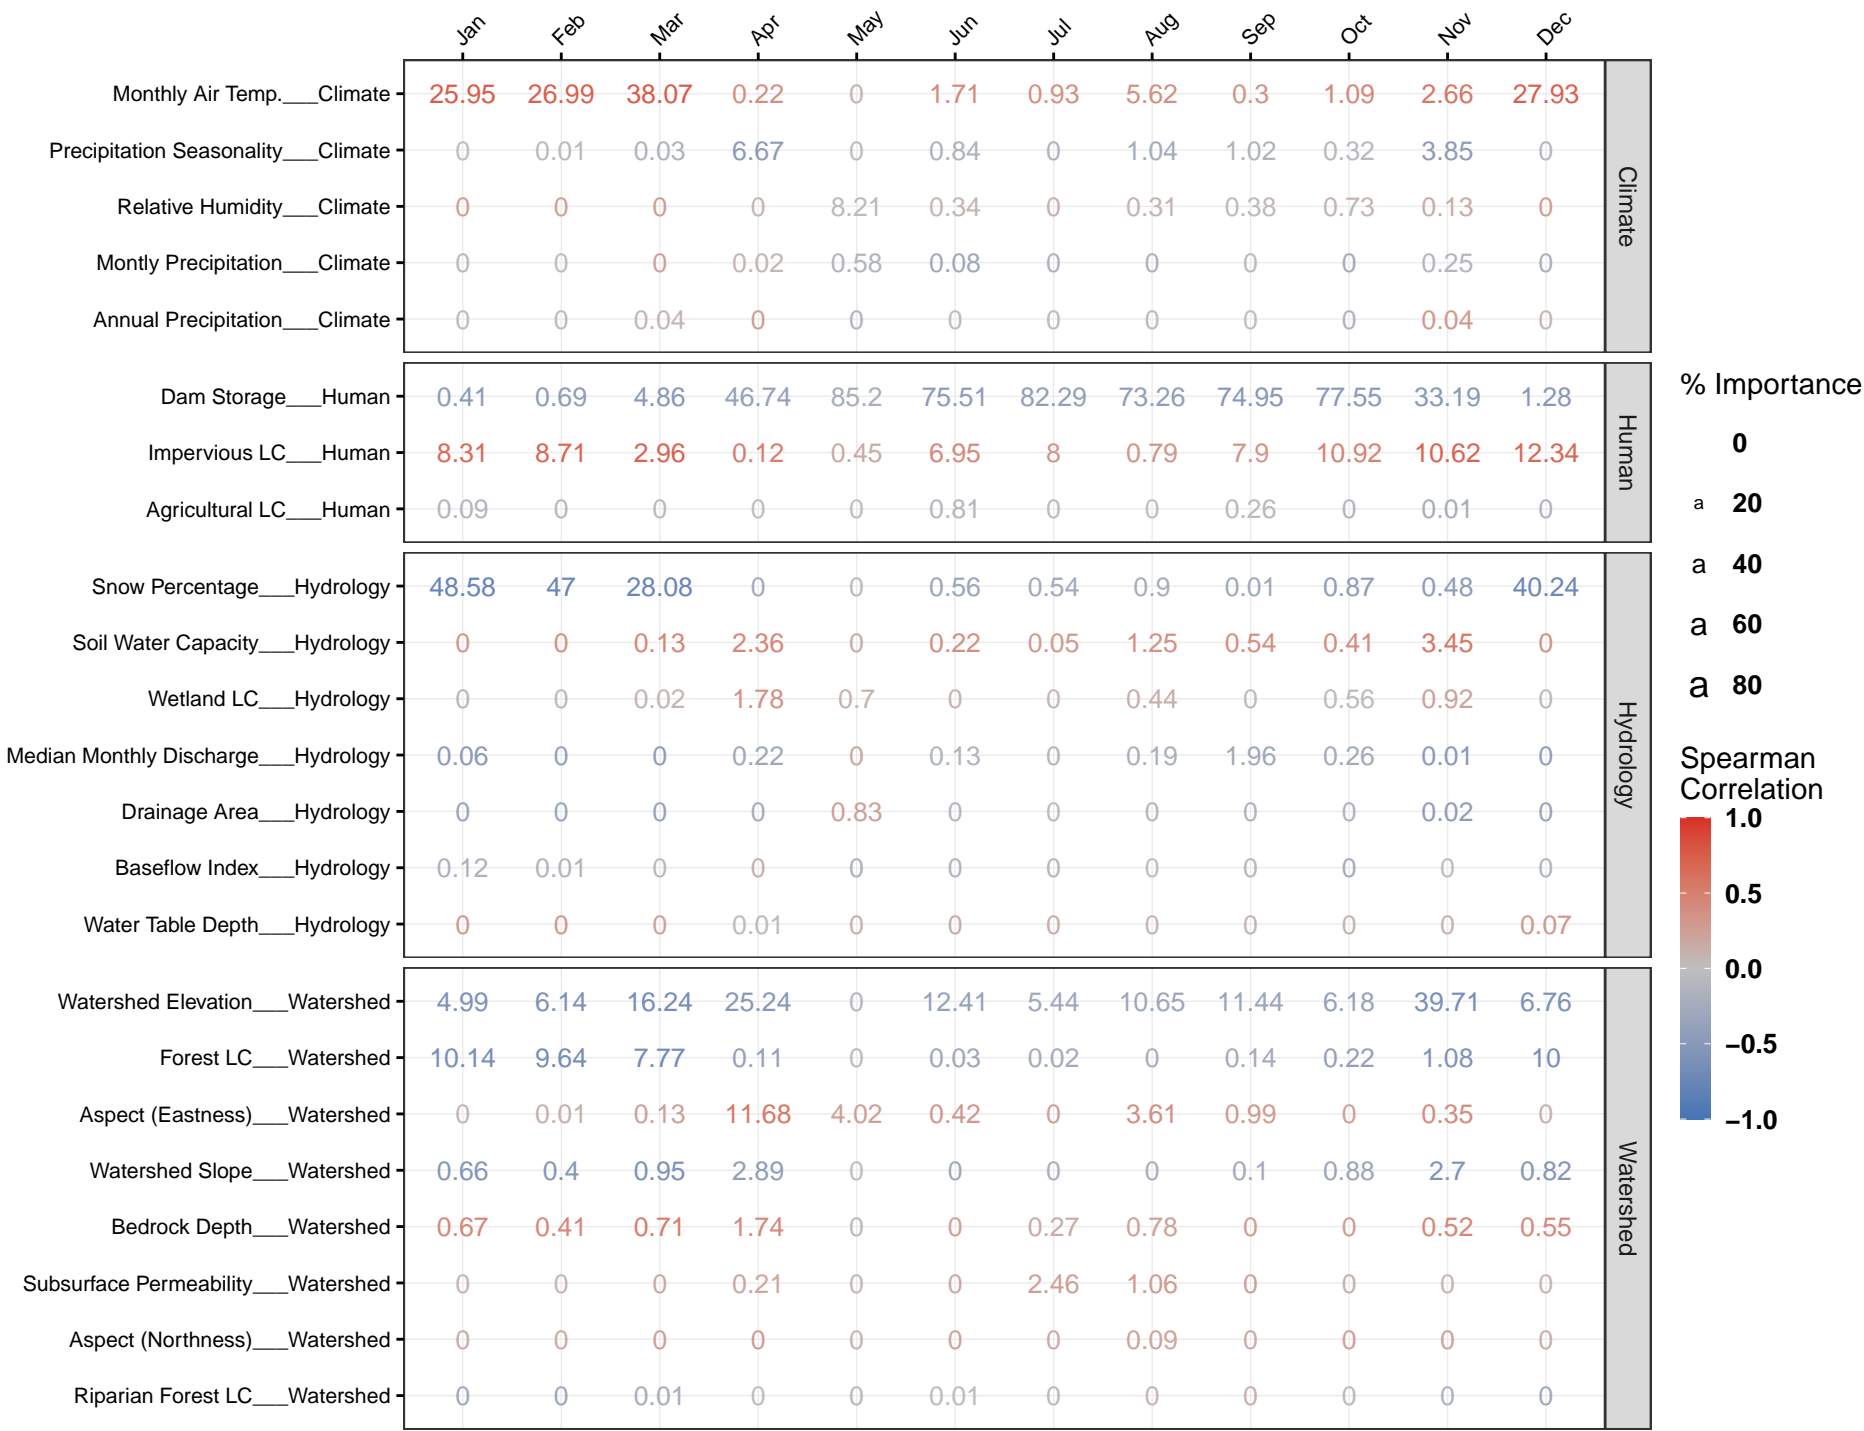 Jan Feb Mar Apr May Jun Jul Aug Sep Oct Nov Dec
Monthly Air Temp.___Climate 25.95 26.99 38.07 0.22 0 1.71 0.93 5.62 0.3 1.09 2.66 27.93
Precipitation Seasonality___Climate 0 0.01 0.03 6.67 0 0.84 0 1.04 1.02 0.32 3.85 0
Relative Humidity___Climate 0 0 0 0 8.21 0.34 0 0.31 0.38 0.73 0.13 0
Montly Precipitation___Climate 0 0 0 0.02 0.58 0.08 0 0 0 0 0.25 0
Annual Precipitation___Climate 0 0 0.04 0 0 0 0 0 0 0 0.04 0
Climate
Dam Storage___Human 0.41 0.69 4.86 46.74 85.2 75.51 82.29 73.26 74.95 77.55 33.19 1.28
Impervious LC___Human 8.31 8.71 2.96 0.12 0.45 6.95 8 0.79 7.9 10.92 10.62 12.34
Agricultural LC___Human 0.09 0 0 0 0 0.81 0 0 0.26 0 0.01 0
Human
Snow Percentage___Hydrology 48.58 47 28.08 0 0 0.56 0.54 0.9 0.01 0.87 0.48 40.24
Soil Water Capacity___Hydrology 0 0 0.13 2.36 0 0.22 0.05 1.25 0.54 0.41 3.45 0
Wetland LC___Hydrology 0 0 0.02 1.78 0.7 0 0 0.44 0 0.56 0.92 0
Median Monthly Discharge___Hydrology 0.06 0 0 0.22 0 0.13 0 0.19 1.96 0.26 0.01 0
Drainage Area___Hydrology 0 0 0 0 0.83 0 0 0 0 0 0.02 0
Baseflow Index___Hydrology 0.12 0.01 0 0 0 0 0 0 0 0 0 0
Water Table Depth___Hydrology 0 0 0 0.01 0 0 0 0 0 0 0 0.07
Hydrology
Watershed Elevation___Watershed 4.99 6.14 16.24 25.24 0 12.41 5.44 10.65 11.44 6.18 39.71 6.76
Forest LC___Watershed 10.14 9.64 7.77 0.11 0 0.03 0.02 0 0.14 0.22 1.08 10
Aspect (Eastness)___Watershed 0 0.01 0.13 11.68 4.02 0.42 0 3.61 0.99 0 0.35 0
Watershed Slope___Watershed 0.66 0.4 0.95 2.89 0 0 0 0 0.1 0.88 2.7 0.82
Bedrock Depth___Watershed 0.67 0.41 0.71 1.74 0 0 0.27 0.78 0 0 0.52 0.55
Subsurface Permeability___Watershed 0 0 0 0.21 0 0 2.46 1.06 0 0 0 0
Aspect (Northness)___Watershed 0 0 0 0 0 0 0 0.09 0 0 0 0
Riparian Forest LC___Watershed 0 0 0.01 0 0 0.01 0 0 0 0 0 0
Watershed
% Importance
0
a 20
a 40
a 60
a 80
Spearman
Correlation
1.0
0.5
0.0
−0.5
−1.0